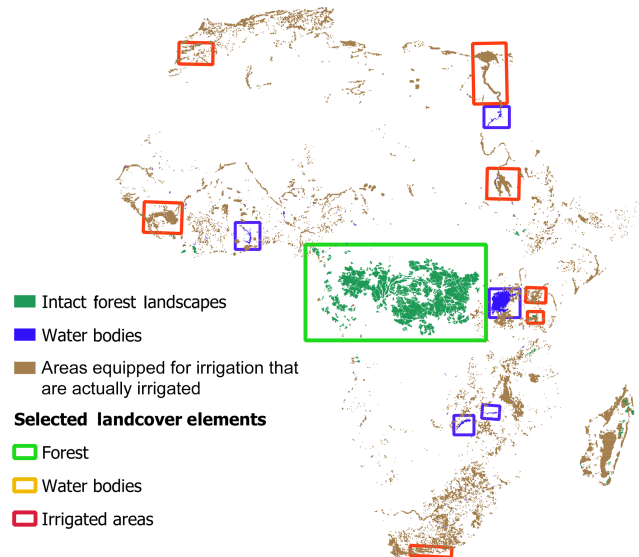 Intact forest landscapes
Water bodies
Areas equipped for irrigation that
are actually irrigated
Selected landcover elements
Forest
Water bodies
Irrigated areas